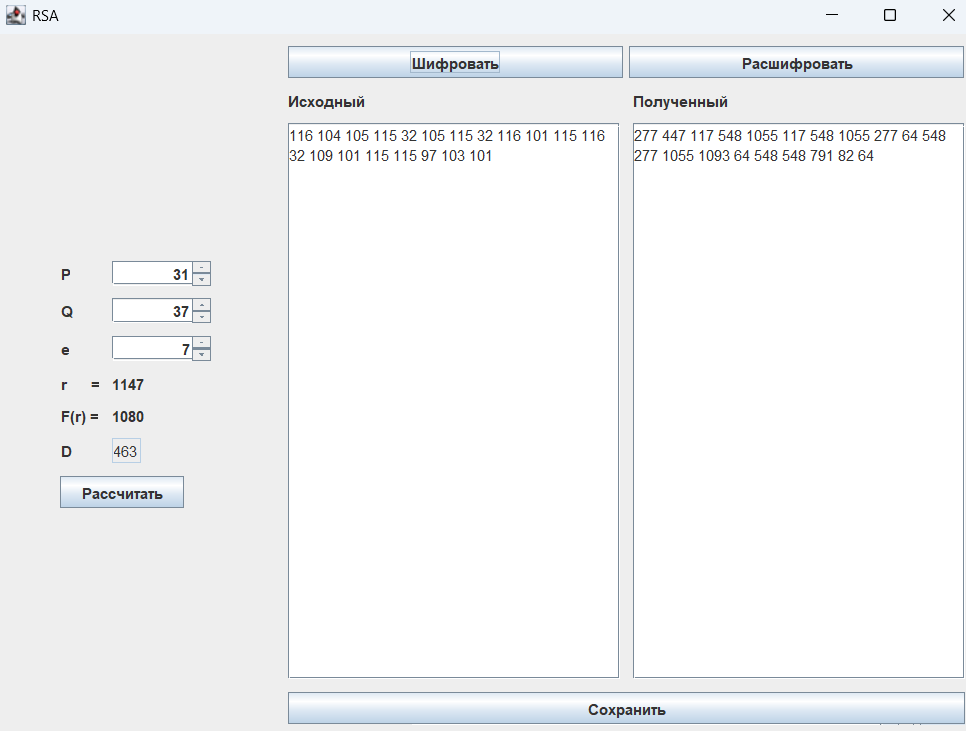 RSA
Шифровать
Расшифровать
Исходный
Полученный
116 104 105 115 32 105 115 32 116 101 115 116
32 109 101 115 115 97 103 101
277 447 117 548 1055 117 548 1055 277 64 548
277 1055 1093 64 548 548 791 82 64
P 31
Q 37
e 7
r = 1147
F(r) = 1080
D 463
Рассчитать
Сохранить